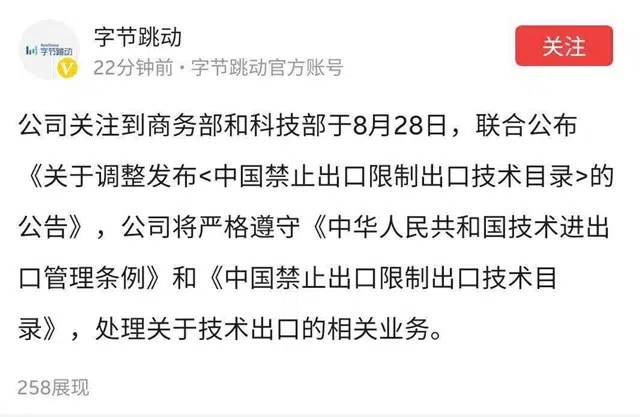 字节跳动
22分钟前·字节跳动官方账号
关注
字节跳动
公司关注到商务部和科技部于8月28日，联合公布
《关于调整发布<中国禁止出口限制出口技术目录>的
公告》，公司将严格遵守《中华人民共和国技术进出
口管理条例》和《中国禁止出口限制出口技术目
录》，处理关于技术出口的相关业务。
258展现